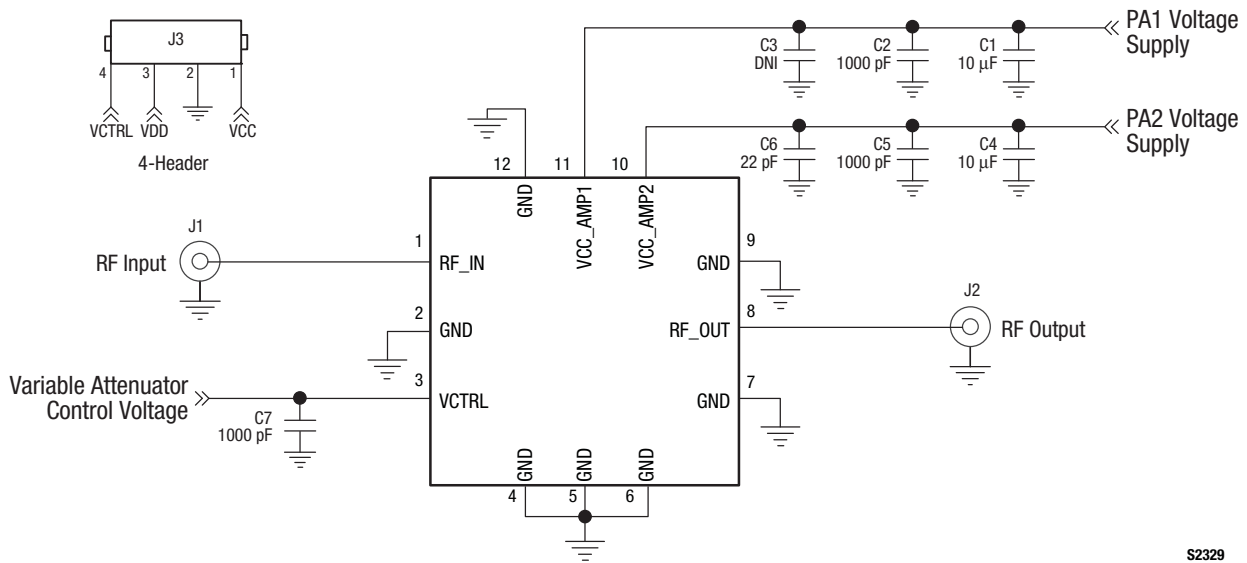 J3
4 3 2 1
VCTRL VDD VCC
4-Header
PA1 Voltage
Supply
C3
DNI
C2
1000 pF
C1
10 μF
PA2 Voltage
Supply
C6
22 pF
C5
1000 pF
C4
10 μF
12 11 10
GND VCC_AMP1 VCC_AMP2
J1
RF Input
1
RF_IN
2
GND
Variable Attenuator
Control Voltage
3
VCTRL
C7
1000 pF
9
GND
8
RF_OUT
J2
RF Output
7
GND
GND GND GND
4 5 6
S2329